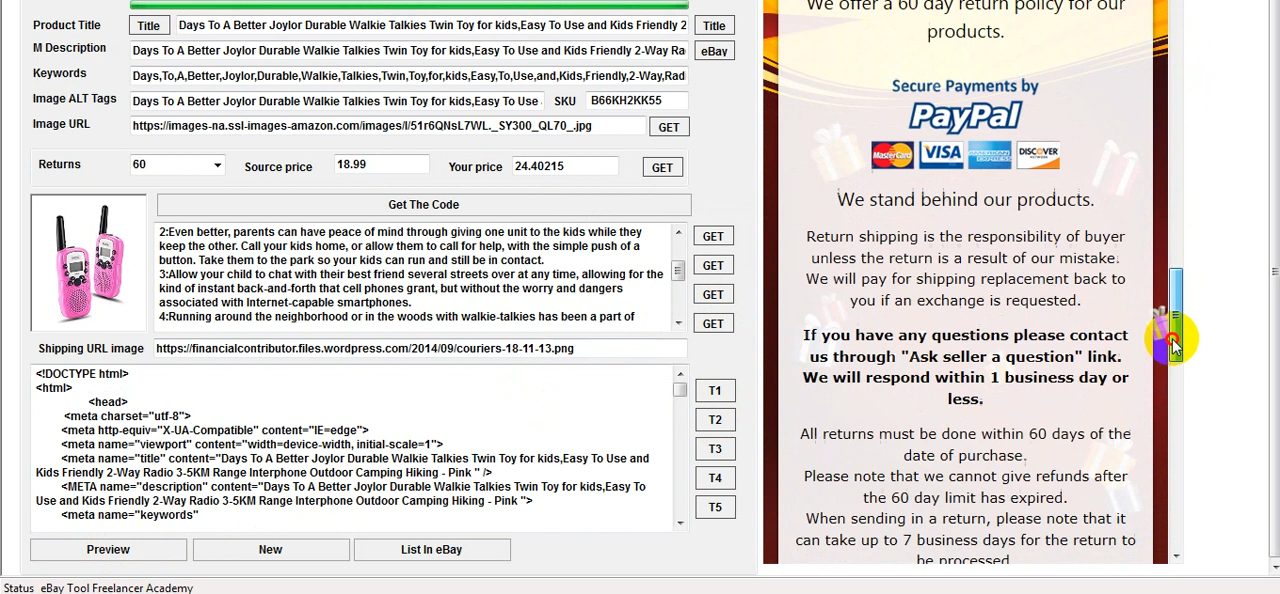 Product Title
Title
Days To A Better Joylor Durable Walkie Talkies Twin Toy for kids,Easy To Use and Kids Friendly 2
Title
M Description
Days To A Better Joylor Durable Walkie Talkies Twin Toy for kids,Easy To Use and Kids Friendly 2-Way Ra
eBay
Keywords
Days,To,A,Better,Joylor,Durable,Walkie,Talkies,Twin,Toy,for,kids,Easy,To,Use,and,Kids,Friendly,2-Way,Rad
Image ALT Tags
Days To A Better Joylor Durable Walkie Talkies Twin Toy for kids,Easy To Use
SKU
B66KH2KK55
Image URL
https://images-na.ssl-images-amazon.com/images/I/51r6QNsL7WL._SY300_QL70_.jpg
GET
Returns
60
Source price
18.99
Your price
24.40215
GET
Get The Code
2:Even better, parents can have peace of mind through giving one unit to the kids while they
keep the other. Call your kids home, or allow them to call for help, with the simple push of a
button. Take them to the park so your kids can run and still be in contact.
3:Allow your child to chat with their best friend several streets over at any time, allowing for the
kind of instant back-and-forth that cell phones grant, but without the worry and dangers
associated with Internet-capable smartphones.
4:Running around the neighborhood or in the woods with walkie-talkies has been a part of
GET
GET
GET
GET
Shipping URL image
https://financialcontributor.files.wordpress.com/2014/09/couriers-18-11-13.png
<!DOCTYPE html>
<html>
<head>
<meta charset="utf-8">
<meta http-equiv="X-UA-Compatible" content="IE=edge">
<meta name="viewport" content="width=device-width, initial-scale=1">
<meta name="title" content="Days To A Better Joylor Durable Walkie Talkies Twin Toy for kids,Easy To Use and
Kids Friendly 2-Way Radio 3-5KM Range Interphone Outdoor Camping Hiking - Pink " />
<META name="description" content="Days To A Better Joylor Durable Walkie Talkies Twin Toy for kids,Easy To
Use and Kids Friendly 2-Way Radio 3-5KM Range Interphone Outdoor Camping Hiking - Pink ">
<meta name="keywords"
T1
T2
T3
T4
T5
Preview
New
List In eBay
Status eBay Tool Freelancer Academy
We offer a 60 day return policy for our
products.
Secure Payments by
PayPal
MasterCard
VISA
AMERICAN EXPRESS
DISCOVER
We stand behind our products.
Return shipping is the responsibility of buyer
unless the return is a result of our mistake.
We will pay for shipping replacement back to
you if an exchange is requested.
If you have any questions please contact
us through "Ask seller a question" link.
We will respond within 1 business day or
less.
All returns must be done within 60 days of the
date of purchase.
Please note that we cannot give refunds after
the 60 day limit has expired.
When sending in a return, please note that it
can take up to 7 business days for the return to
be processed